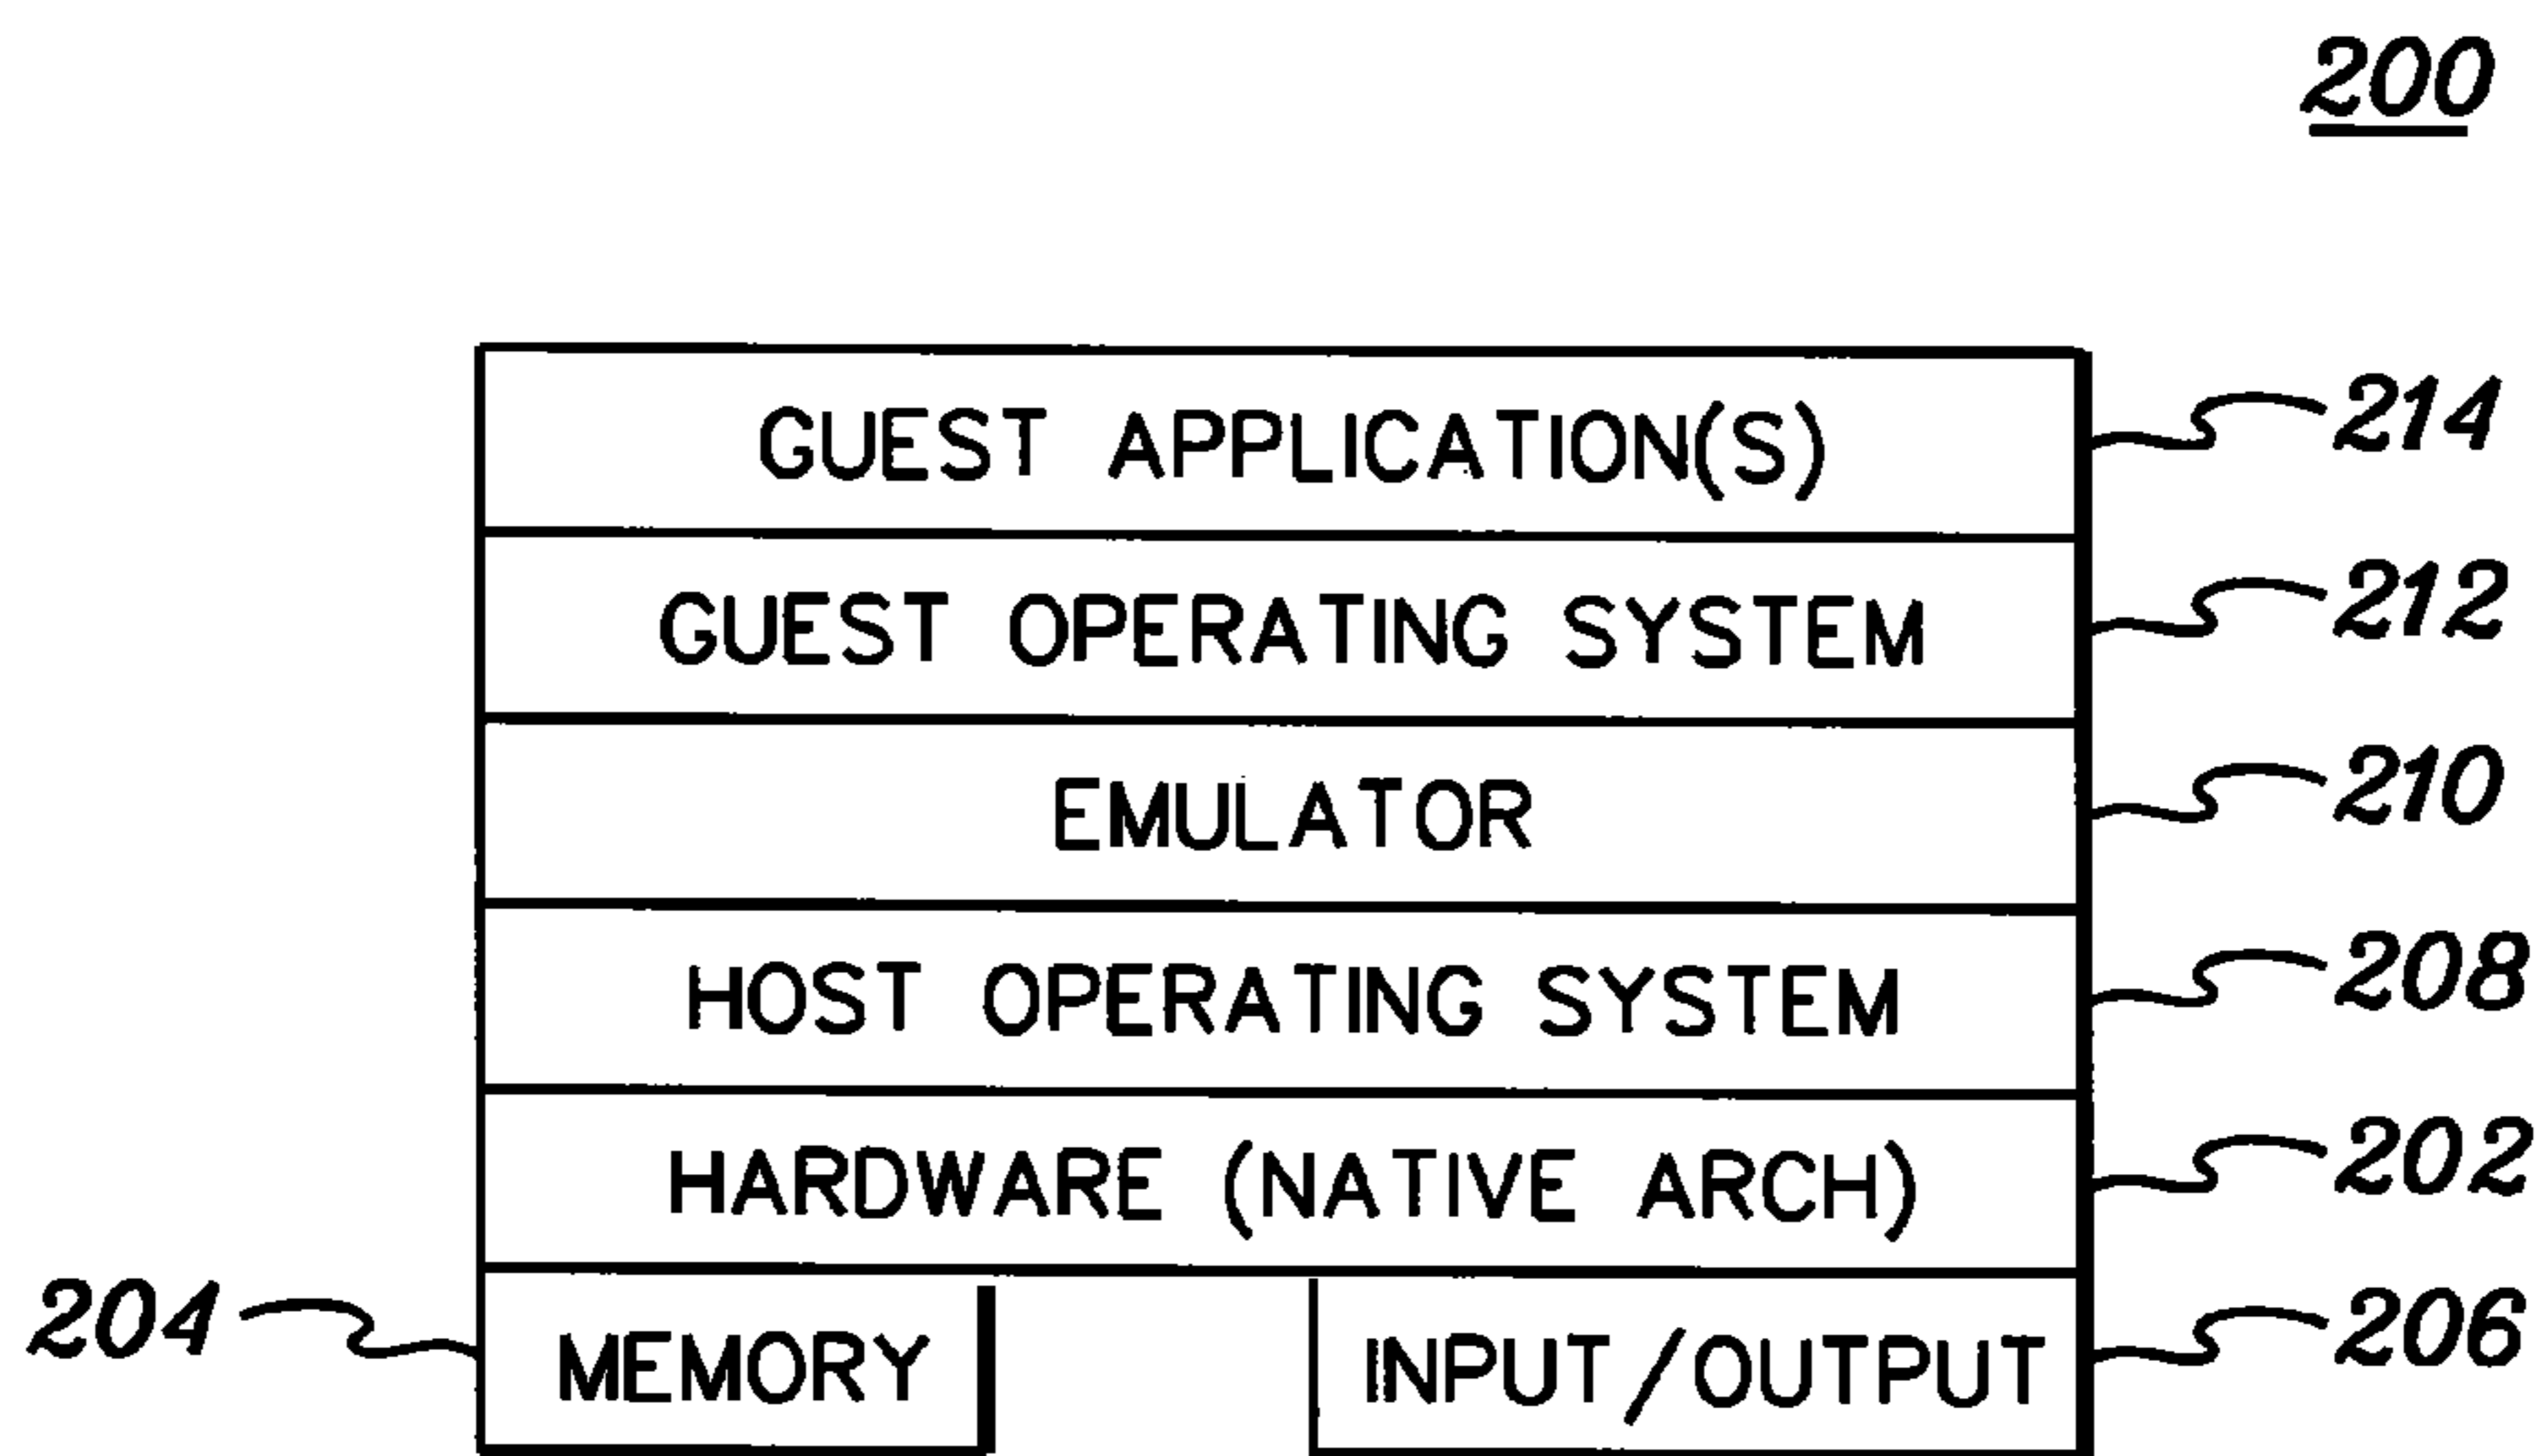 200
GUEST APPLICATION(S) 214
GUEST OPERATING SYSTEM 212
EMULATOR 210
HOST OPERATING SYSTEM 208
HARDWARE (NATIVE ARCH) 202
204 MEMORY INPUT/OUTPUT 206